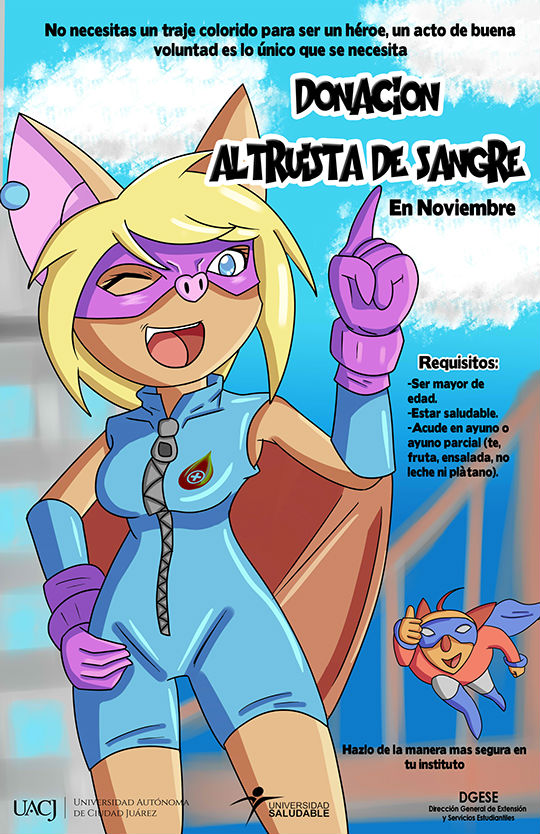 No necesitas un traje colorido para ser un héroe, un acto de buena
voluntad es lo único que se necesita
DONACION
ALTRUISTA DE SANGRE
En Noviembre
Requisitos:
-Ser mayor de
edad.
-Estar saludable.
-Acude en ayuno o
ayuno parcial (te,
fruta, ensalada, no
leche ni plàtano).
Hazlo de la manera mas segura en
tu instituto
UACJ
UNIVERSIDAD AUTÓNOMA
DE CIUDAD JUÁREZ
UNIVERSIDAD
SALUDABLE
DGESE
Dirección General de Extensión
y Servicios Estudiantiles